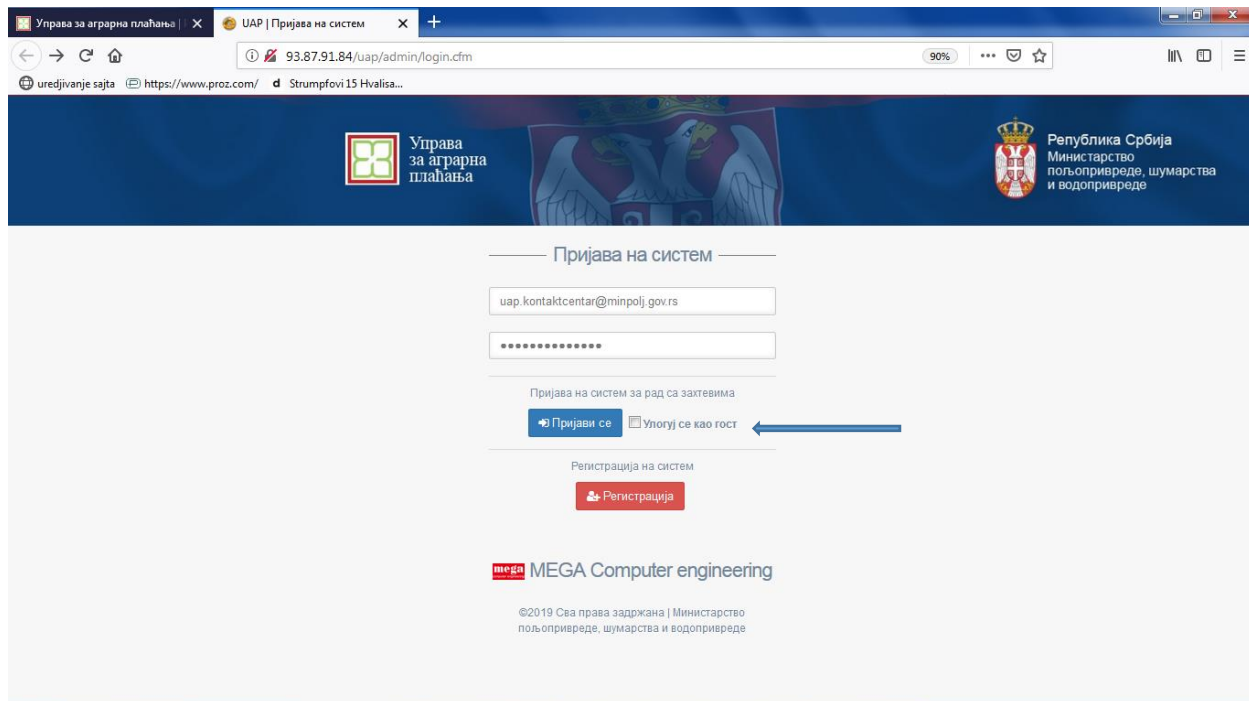 Управа за аграрна плаћања |
UAP | Пријава на систем
93.87.91.84/uap/admin/login.cfm
90%
uredjivanje sajta
https://www.proz.com/
d Strumpfovi 15 Hvalisa...
Управа
за аграрна
плаћања
Република Србија
Министарство
пољопривреде, шумарства
и водопривреде
Пријава на систем
uap.kontaktcentar@minpolj.gov.rs
Пријава на систем за рад са захтевима
Пријави се
Улогуј се као гост
Регистрација на систем
Регистрација
mega MEGA Computer engineering
©2019 Сва права задржана | Министарство
пољопривреде, шумарства и водопривреде